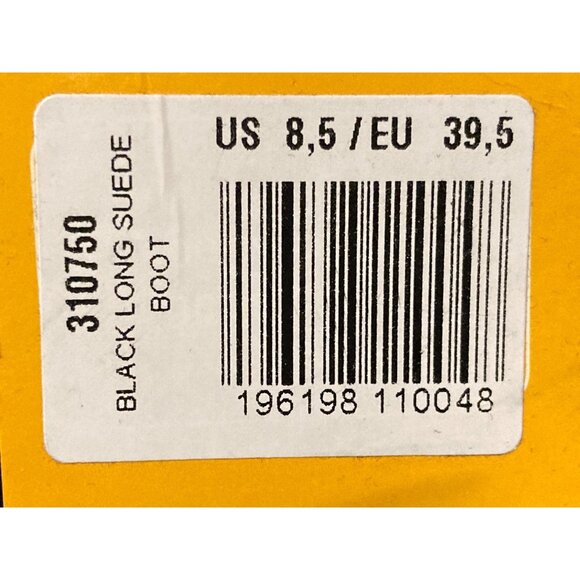 US 8,5 / EU 39,5
310750
BLACK LONG SUEDE
BOOT
196198 110048